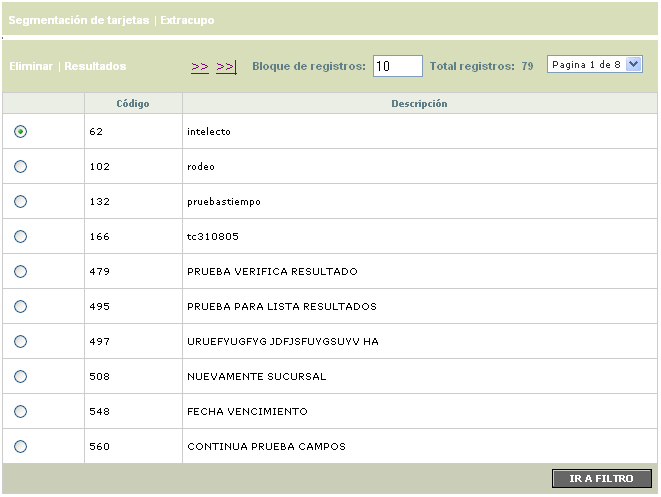 Segmentación de tarjetas | Extracupo
Eliminar | Resultados >> >>| Bloque de registros: 10 Total registros: 79 Pagina 1 de 8
Código Descripción
62 intelecto
102 rodeo
132 pruebastiempo
166 tc310805
479 PRUEBA VERIFICA RESULTADO
495 PRUEBA PARA LISTA RESULTADOS
497 URUEFYUGFYG JDFJSFUYGSUYV HA
508 NUEVAMENTE SUCURSAL
548 FECHA VENCIMIENTO
560 CONTINUA PRUEBA CAMPOS
IR A FILTRO